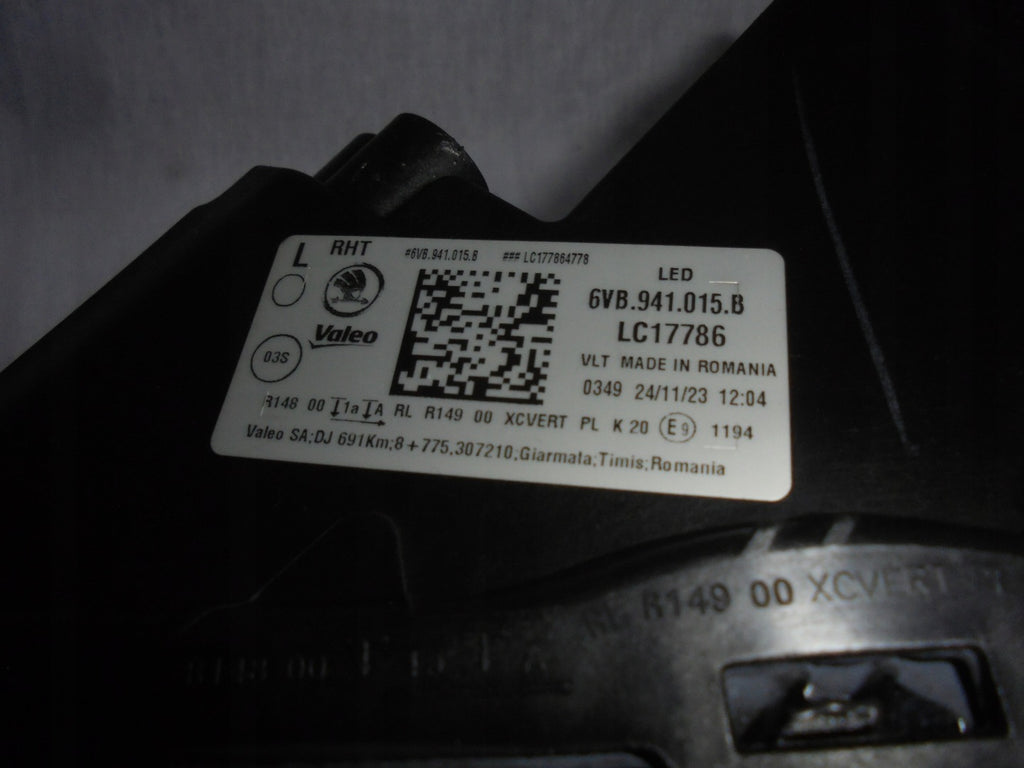 L RHT #6VB.941.015.B ### LC177864778
LED
6VB.941.015.B
LC17786
Valeo
03S
VLT MADE IN ROMANIA
0349 24/11/23 12:04
R148 00 1a A RL R149 00 XCVERT PL K 20 E9 1194
Valeo SA;DJ 691Km;8+775,307210,Giarmata;Timis;Romania
RL R149 00 XCVERT